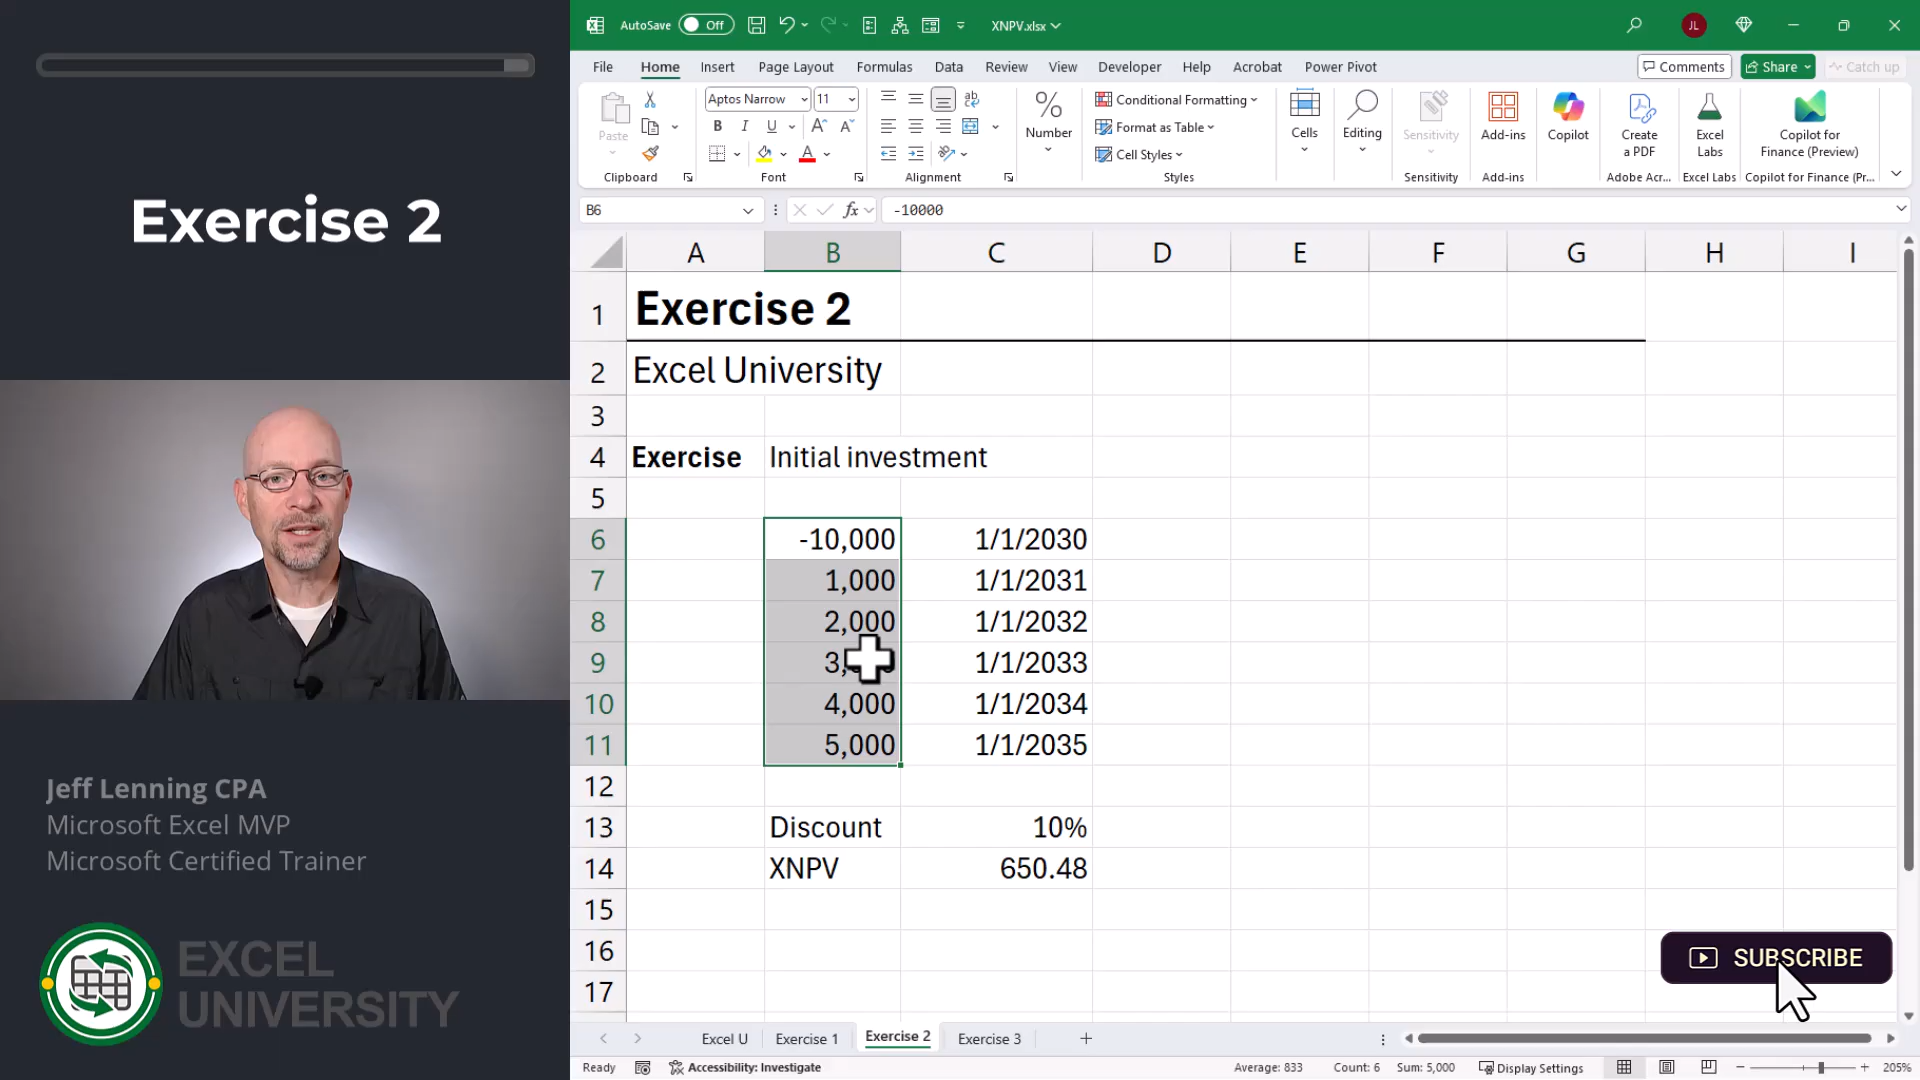 Exercise 2
Jeff Lenning CPA
Microsoft Excel MVP
Microsoft Certified Trainer
EXCEL
UNIVERSITY
AutoSave Off XNPV.xlsx JL
File Home Insert Page Layout Formulas Data Review View Developer Help Acrobat Power Pivot Comments Share Catch up
Paste
Clipboard
Aptos Narrow 11
B I U A A
A
Font
ab
Alignment
%
Number
Conditional Formatting
Format as Table
Cell Styles
Styles
Cells
Editing
Sensitivity
Sensitivity
Add-ins
Add-ins
Copilot
Create
a PDF
Adobe Acr...
Excel
Labs
Excel Labs
Copilot for
Finance (Preview)
Copilot for Finance (Pr...
B6 fx -10000
A B C D E F G H I
1 Exercise 2
2 Excel University
3
4 Exercise Initial investment
5
6 -10,000 1/1/2030
7 1,000 1/1/2031
8 2,000 1/1/2032
9 1/1/2033
10 4,000 1/1/2034
11 5,000 1/1/2035
12
13 Discount 10%
14 XNPV 650.48
15
16
17
SUBSCRIBE
Excel U Exercise 1 Exercise 2 Exercise 3
Ready Accessibility: Investigate Average: 833 Count: 6 Sum: 5,000 Display Settings 205%